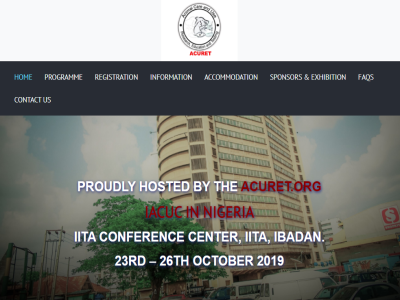 ACURET
HOME PROGRAMME REGISTRATION INFORMATION ACCOMMODATION SPONSORS & EXHIBITION FAQS
CONTACT US
PROUDLY HOSTED BY THE ACURET.ORG
IACUC IN NIGERIA
IITA CONFERENCE CENTER, IITA, IBADAN.
23RD – 26TH OCTOBER 2019